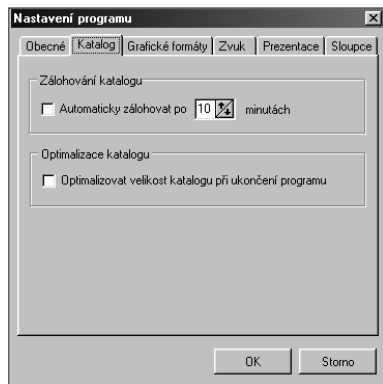 Nastavení programu
Obecné Katalog Grafické formáty Zvuk Prezentace Sloupce
Zálohování katalogu
Automaticky zálohovat po 10 minutách
Optimalizace katalogu
Optimalizovat velikost katalogu při ukončení programu
OK Storno